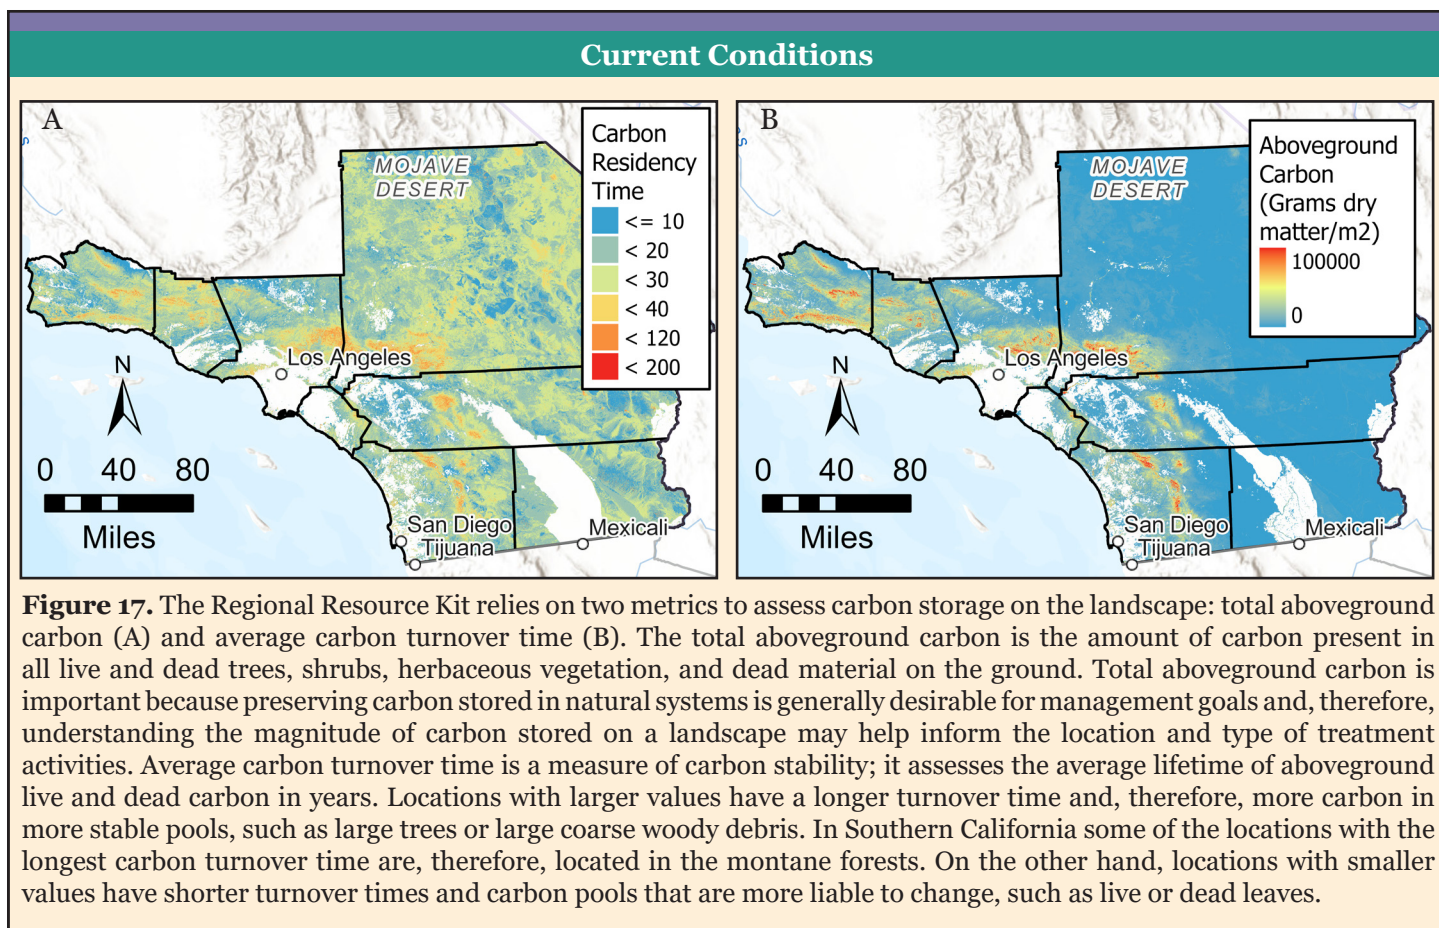 Current Conditions
A
MOJAVE
DESERT
Carbon
Residency
Time
<= 10
< 20
< 30
< 40
< 120
< 200
Los Angeles
N
0 40 80
Miles
San Diego
Tijuana
Mexicali
B
MOJAVE
DESERT
Aboveground
Carbon
(Grams dry
matter/m2)
100000
0
Los Angeles
N
0 40 80
Miles
San Diego
Tijuana
Mexicali
Figure 17. The Regional Resource Kit relies on two metrics to assess carbon storage on the landscape: total aboveground
carbon (A) and average carbon turnover time (B). The total aboveground carbon is the amount of carbon present in
all live and dead trees, shrubs, herbaceous vegetation, and dead material on the ground. Total aboveground carbon is
important because preserving carbon stored in natural systems is generally desirable for management goals and, therefore,
understanding the magnitude of carbon stored on a landscape may help inform the location and type of treatment
activities. Average carbon turnover time is a measure of carbon stability; it assesses the average lifetime of aboveground
live and dead carbon in years. Locations with larger values have a longer turnover time and, therefore, more carbon in
more stable pools, such as large trees or large coarse woody debris. In Southern California some of the locations with the
longest carbon turnover time are, therefore, located in the montane forests. On the other hand, locations with smaller
values have shorter turnover times and carbon pools that are more liable to change, such as live or dead leaves.